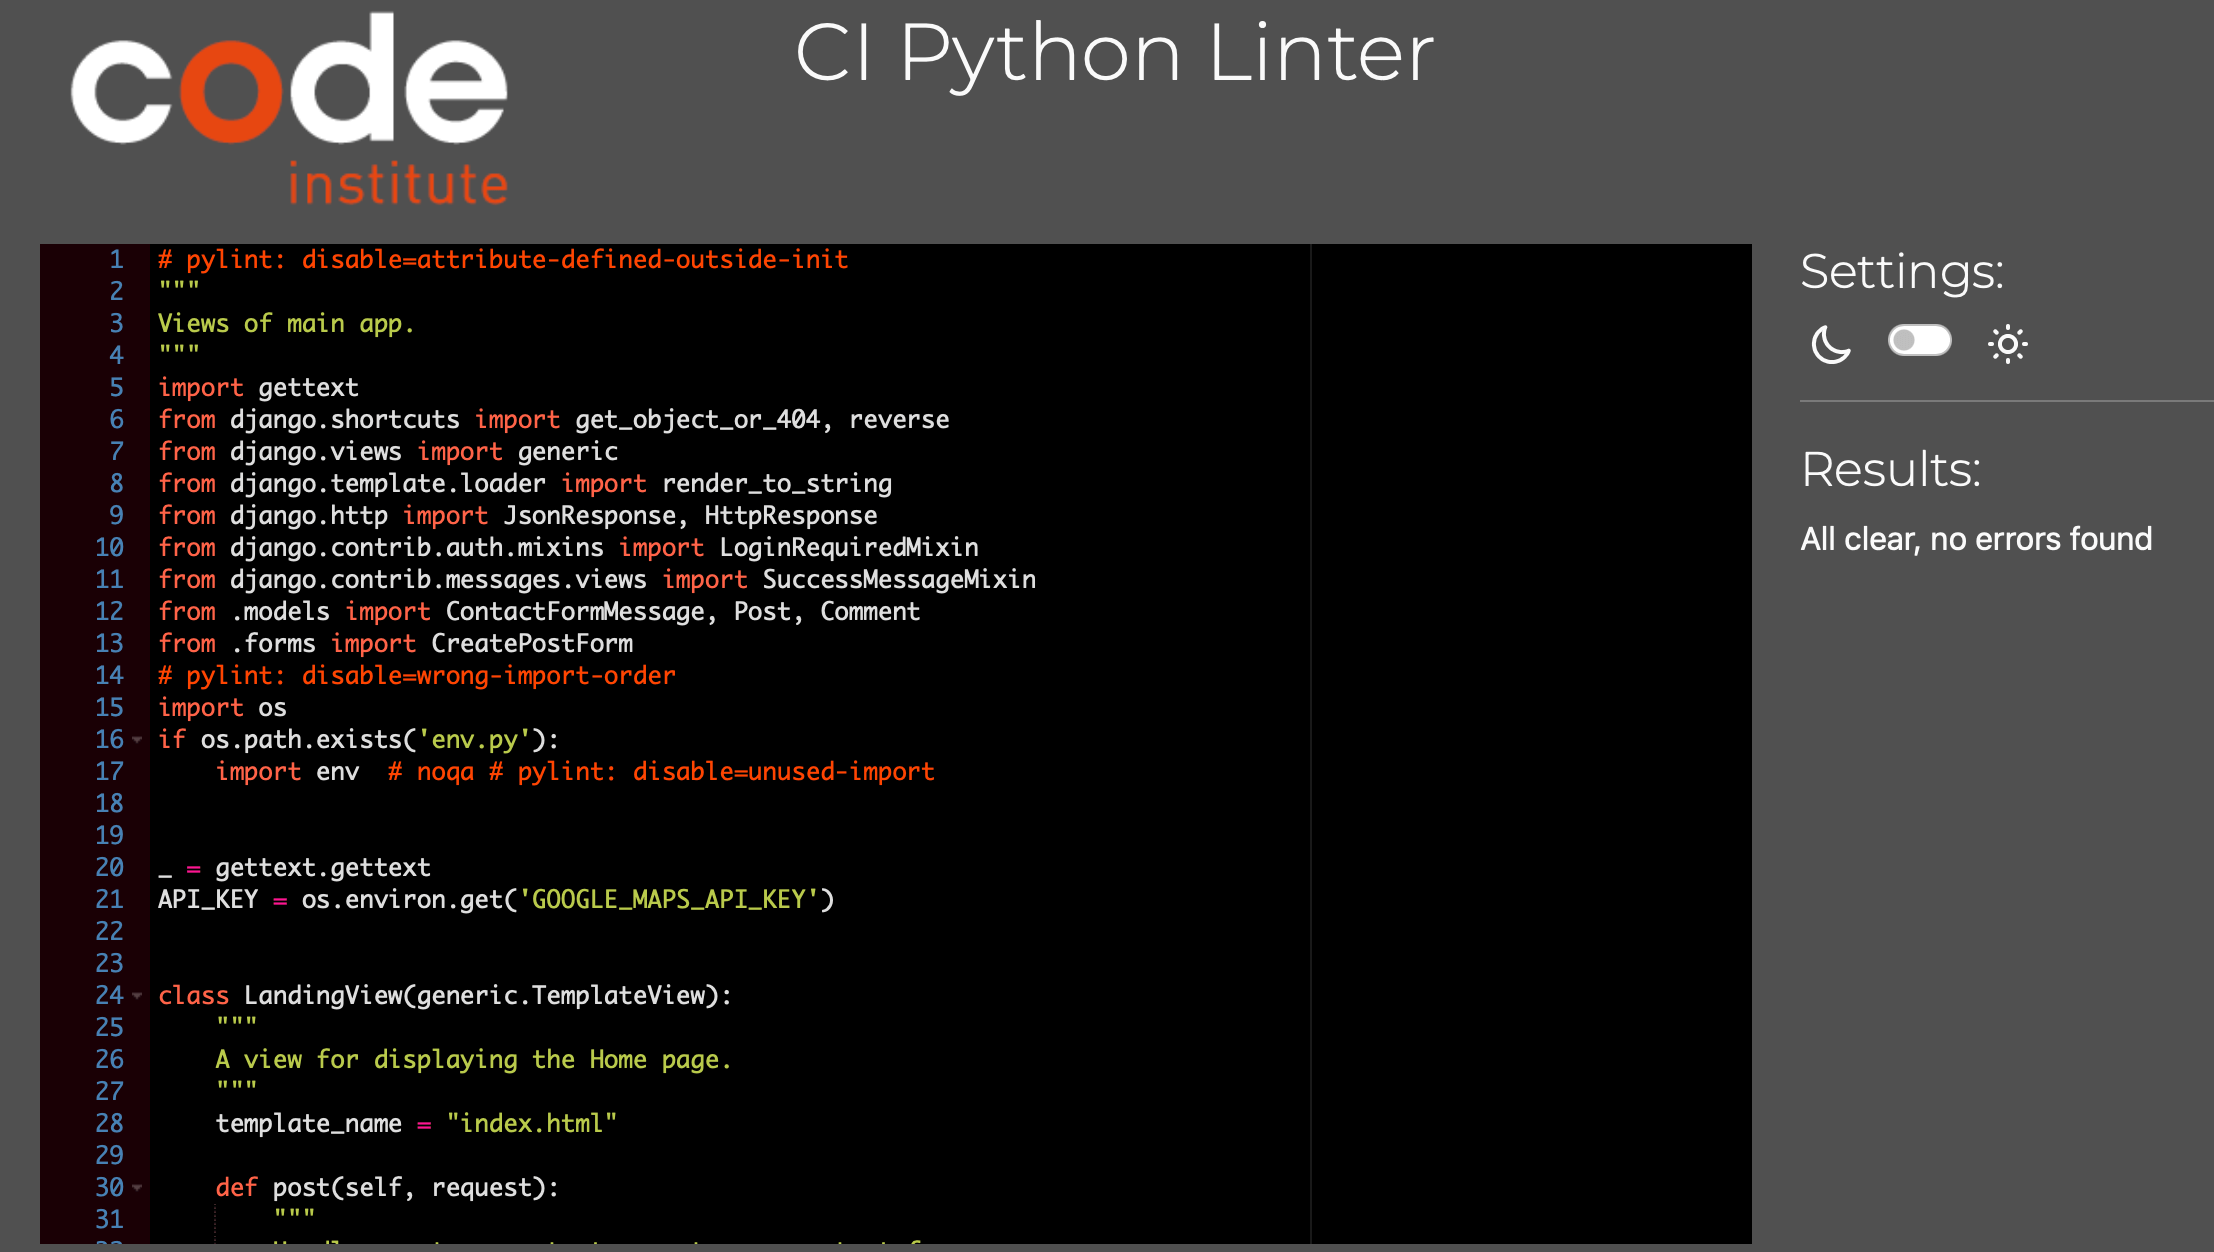 code
institute
CI Python Linter
1 # pylint: disable=attribute-defined-outside-init
2 """
3 Views of main app.
4 """
5 import gettext
6 from django.shortcuts import get_object_or_404, reverse
7 from django.views import generic
8 from django.template.loader import render_to_string
9 from django.http import JsonResponse, HttpResponse
10 from django.contrib.auth.mixins import LoginRequiredMixin
11 from django.contrib.messages.views import SuccessMessageMixin
12 from .models import ContactFormMessage, Post, Comment
13 from .forms import CreatePostForm
14 # pylint: disable=wrong-import-order
15 import os
16 if os.path.exists('env.py'):
17     import env  # noqa # pylint: disable=unused-import
18
19
20 _ = gettext.gettext
21 API_KEY = os.environ.get('GOOGLE_MAPS_API_KEY')
22
23
24 class LandingView(generic.TemplateView):
25     """
26     A view for displaying the Home page.
27     """
28     template_name = "index.html"
29
30     def post(self, request):
31         """
Settings:
Results:
All clear, no errors found